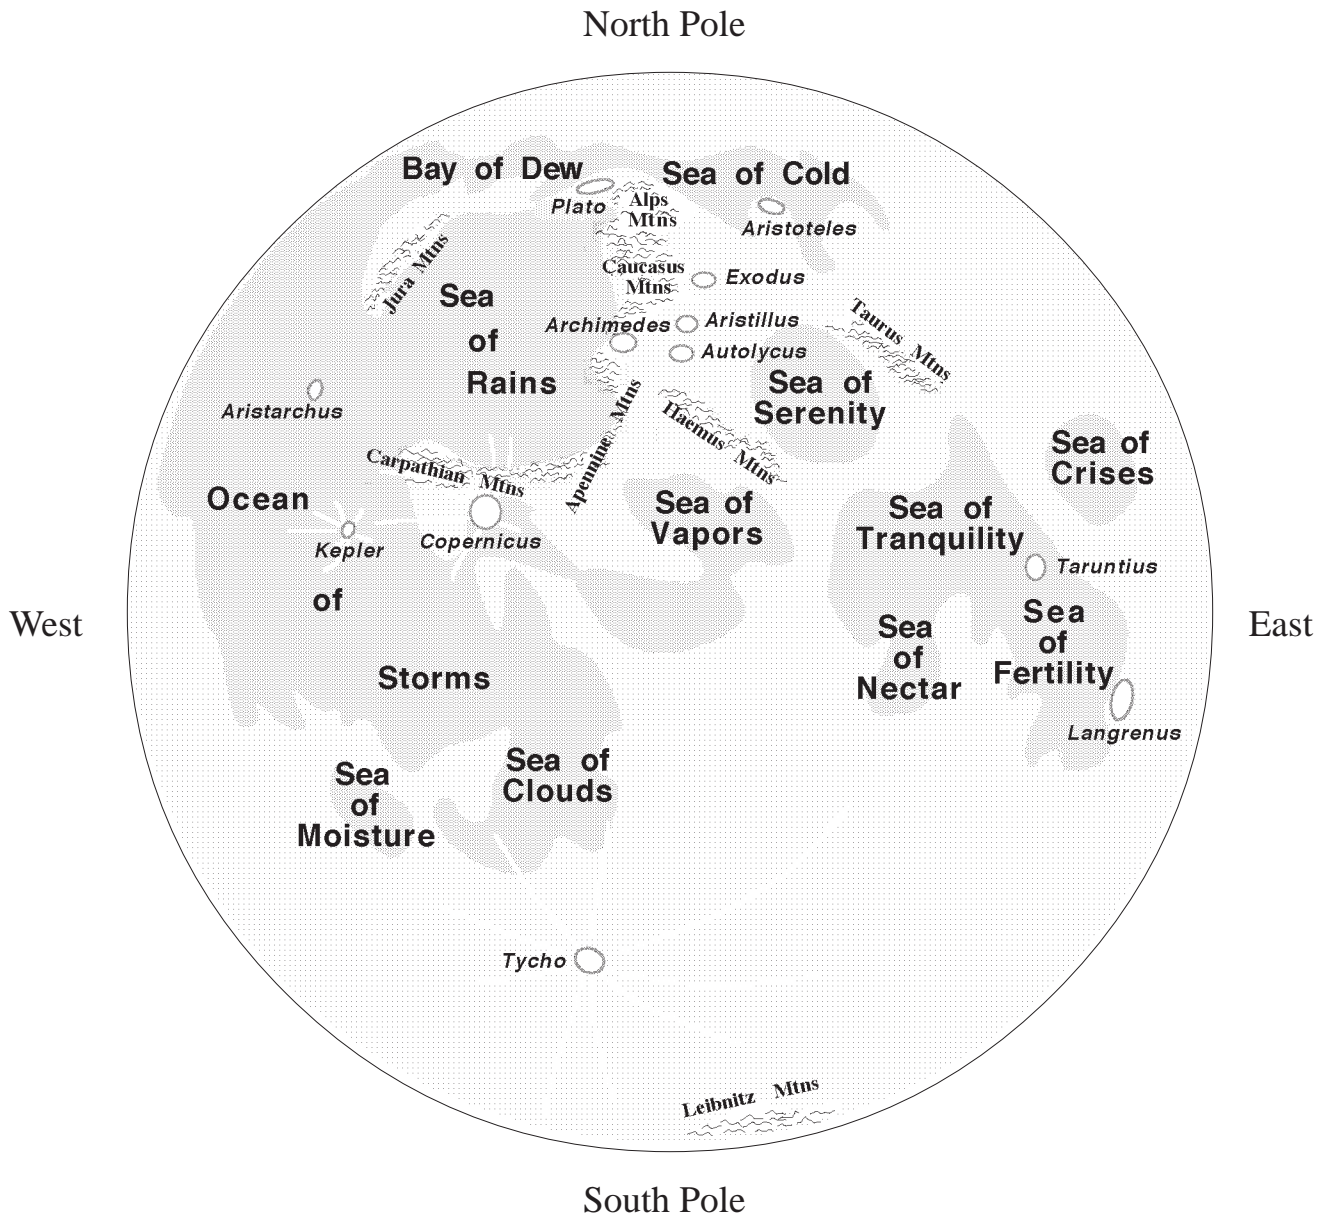 North Pole
Bay of Dew
Sea of Cold
Plato
Alps
Mtns
Aristoteles
Jura Mtns
Caucasus
Mtns
Exodus
Sea
of
Rains
Archimedes
Aristillus
Autolycus
Taurus Mtns
Sea of
Serenity
Aristarchus
Apennine Mtns
Haemus Mtns
Carpathian Mtns
Sea of
Crises
Ocean
of
Storms
Kepler
Copernicus
Sea of
Vapors
Sea of
Tranquility
Taruntius
West
East
Sea
of
Nectar
Sea
of
Fertility
Langrenus
Sea
of
Moisture
Sea of
Clouds
Tycho
Leibnitz Mtns
South Pole